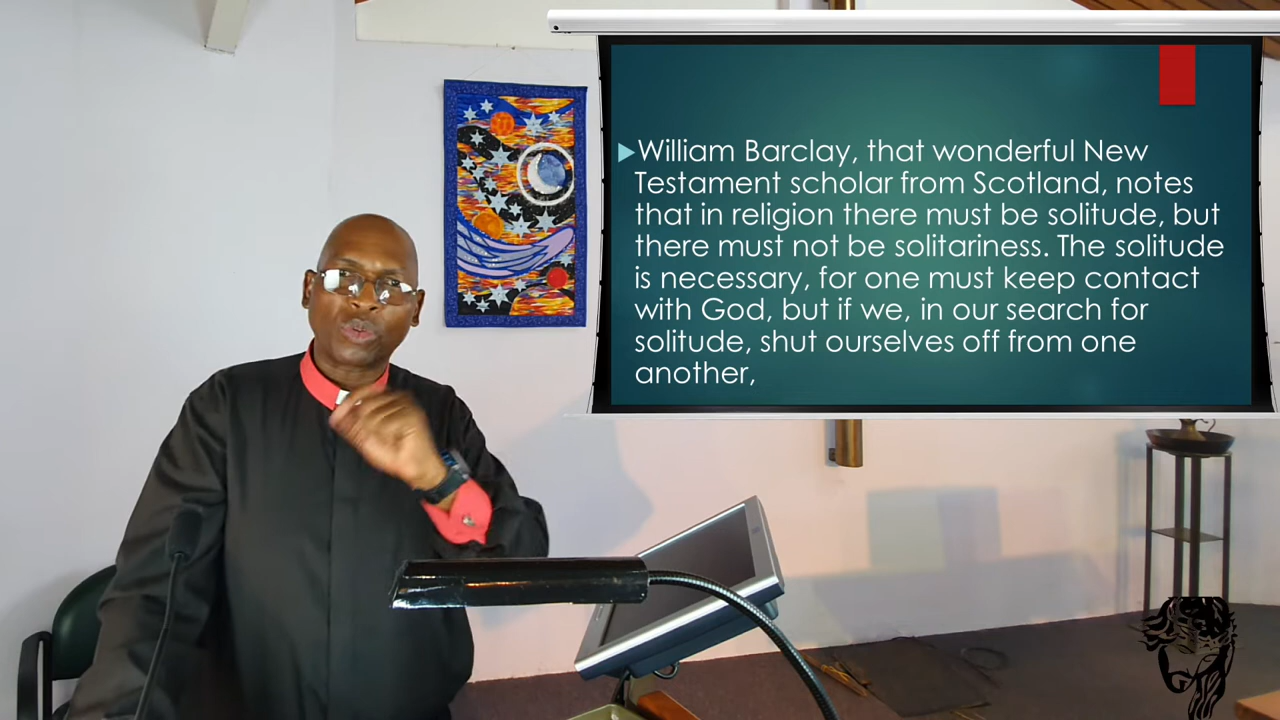 William Barclay, that wonderful New
Testament scholar from Scotland, notes
that in religion there must be solitude, but
there must not be solitariness. The solitude
is necessary, for one must keep contact
with God, but if we, in our search for
solitude, shut ourselves off from one
another,